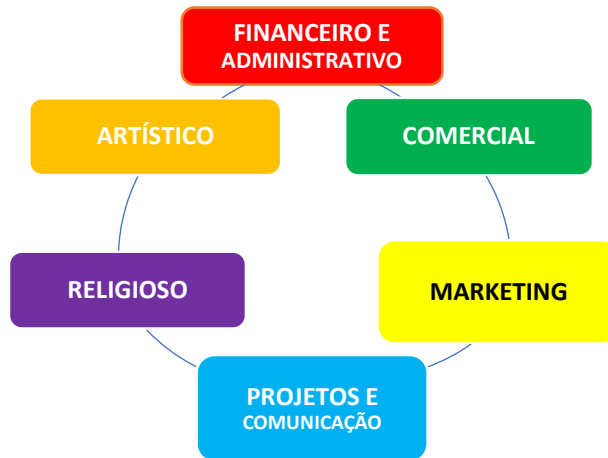 FINANCEIRO E
ADMINISTRATIVO
ARTÍSTICO
COMERCIAL
RELIGIOSO
MARKETING
PROJETOS E
COMUNICAÇÃO